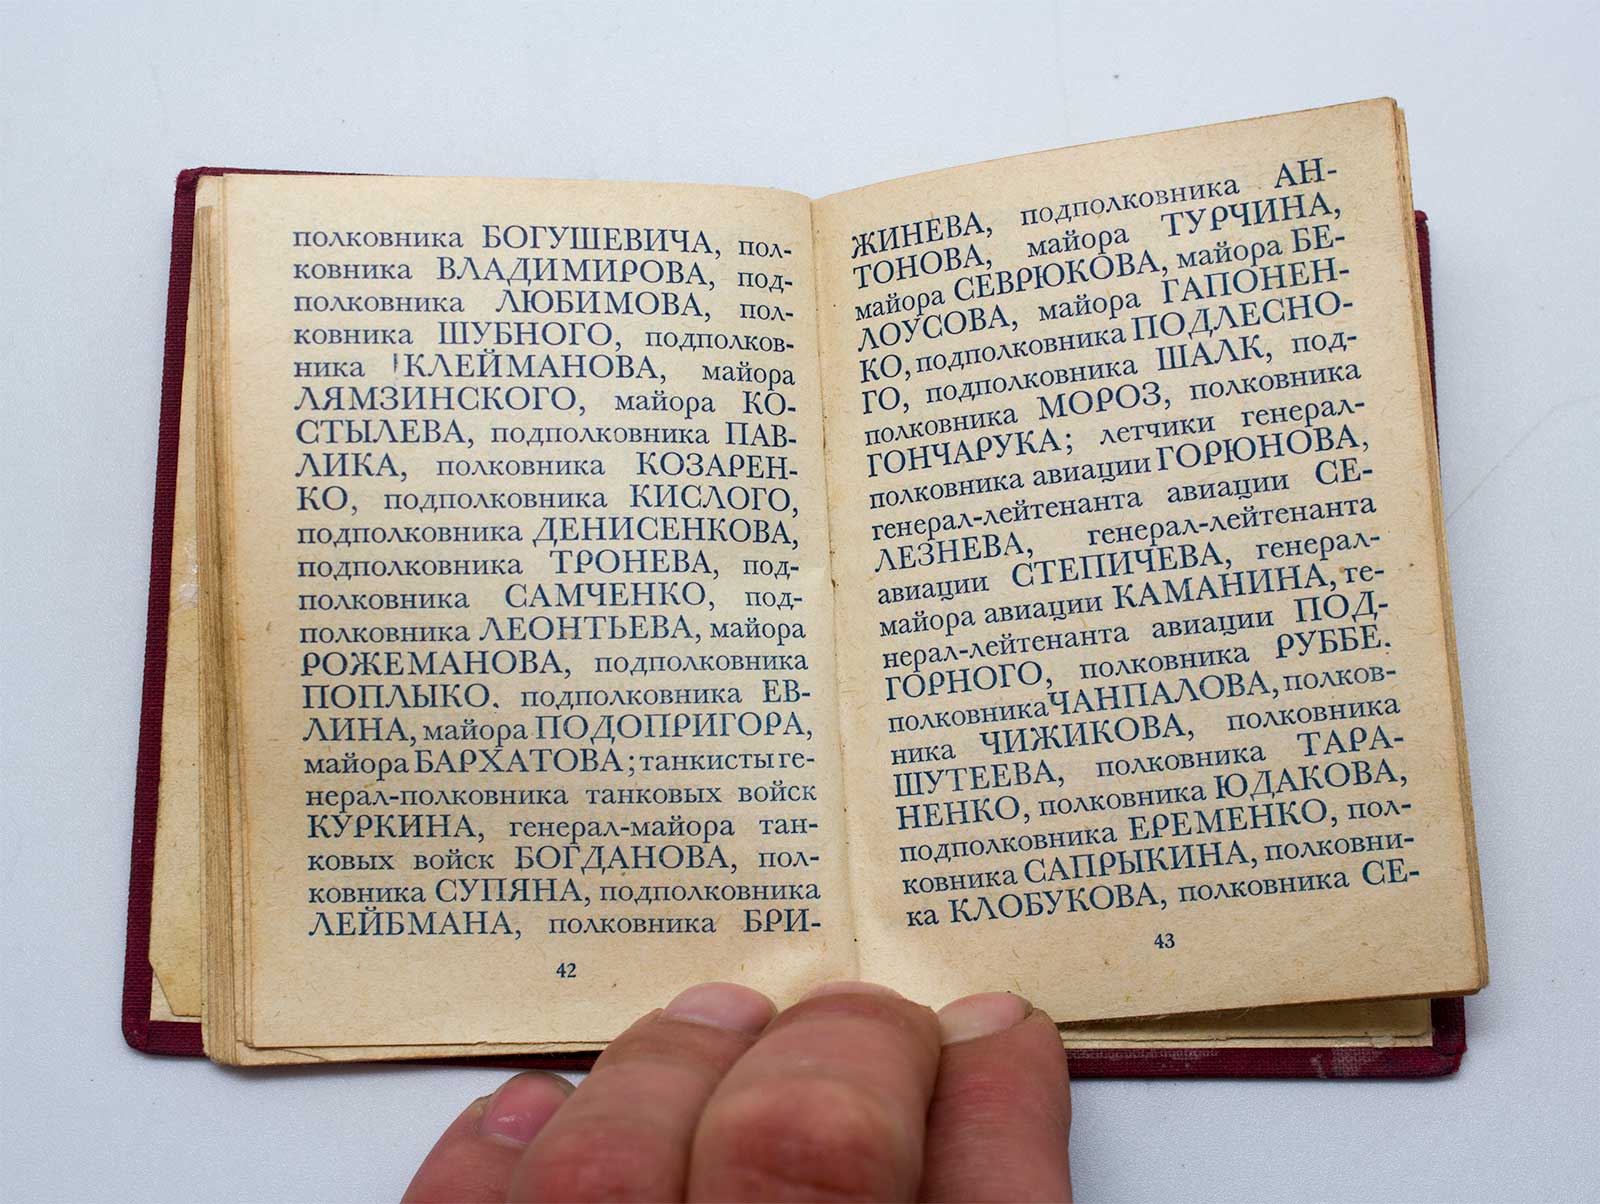 полковника БОГУШЕВИЧА, пол-
ковника ВЛАДИМИРОВА, под-
полковника ЛЮБИМОВА, пол-
ковника ШУБНОГО, подполков-
ника КЛЕЙМАНОВА, майора
ЛЯМЗИНСКОГО, майора КО-
СТЫЛЕВА, подполковника ПАВ-
ЛИКА, полковника КОЗАРЕН-
КО, подполковника КИСЛОГО,
подполковника ДЕНИСЕНКОВА,
подполковника ТРОНЕВА, под-
полковника САМЧЕНКО, под-
полковника ЛЕОНТЬЕВА, майора
РОЖЕМАНОВА, подполковника
ПОПЛЫКО, подполковника ЕВ-
ЛИНА, майора ПОДОПРИГОРА,
майора БАРХАТОВА; танкисты ге-
нерал-полковника танковых войск
КУРКИНА, генерал-майора тан-
ковых войск БОГДАНОВА, пол-
ковника СУПЯНА, подполковника
ЛЕЙБМАНА, полковника БРИ-
42
ЖИНЕВА, подполковника АН-
ТОНОВА, майора ТУРЧИНА,
майора СЕВРЮКОВА, майора БЕ-
ЛОУСОВА, майора ГАПОНЕН-
КО, подполковника ПОДЛЕСНО-
ГО, подполковника ШАЛК, под-
полковника МОРОЗ, полковника
ГОНЧАРУКА; летчики генерал-
полковника авиации ГОРЮНОВА,
генерал-лейтенанта авиации СЕ-
ЛЕЗНЕВА, генерал-лейтенанта
авиации СТЕПИЧЕВА, генерал-
майора авиации КАМАНИНА, ге-
нерал-лейтенанта авиации ПОД-
ГОРНОГО, полковника РУББЕ,
полковника ЧАНПАЛОВА, полков-
ника ЧИЖИКОВА, полковника
ШУТЕЕВА, полковника ТАРА-
НЕНКО, полковника ЮДАКОВА,
подполковника ЕРЕМЕНКО, пол-
ковника САПРЫКИНА, полковни-
ка КЛОБУКОВА, полковника СЕ-
43